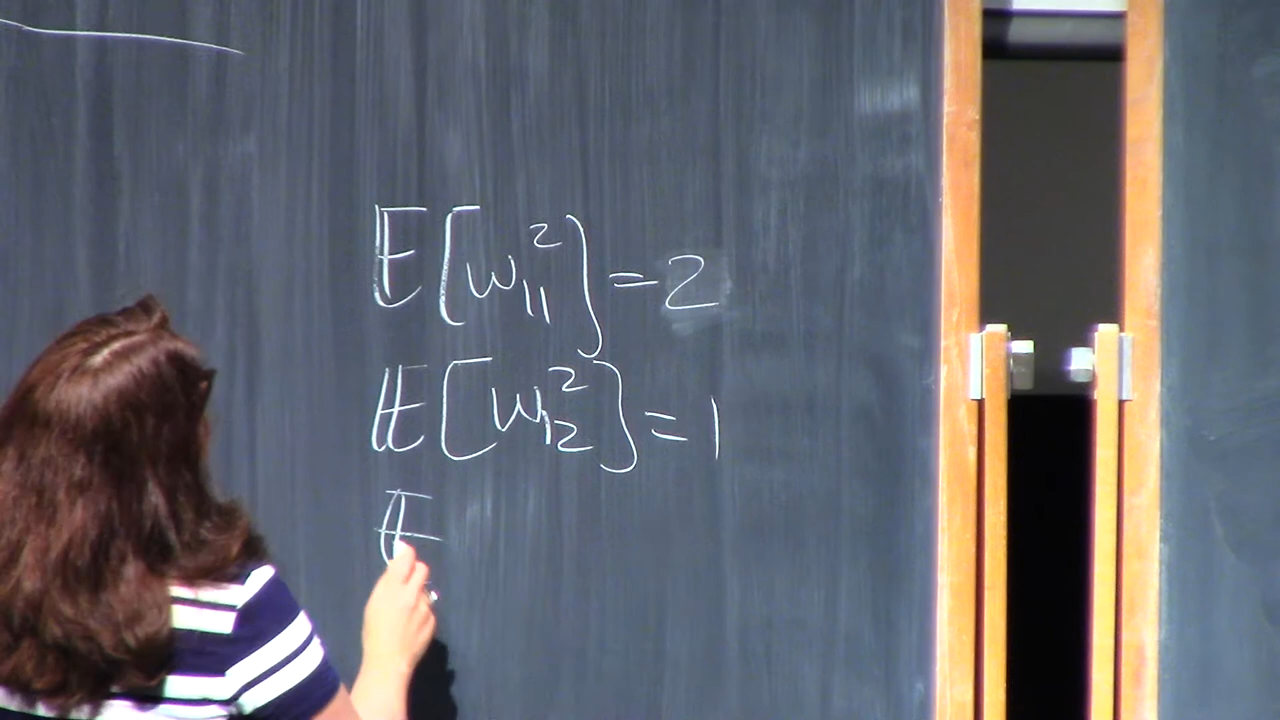 𝔼[w₁₁²] = 2
𝔼[w₁₂²] = 1
𝔼